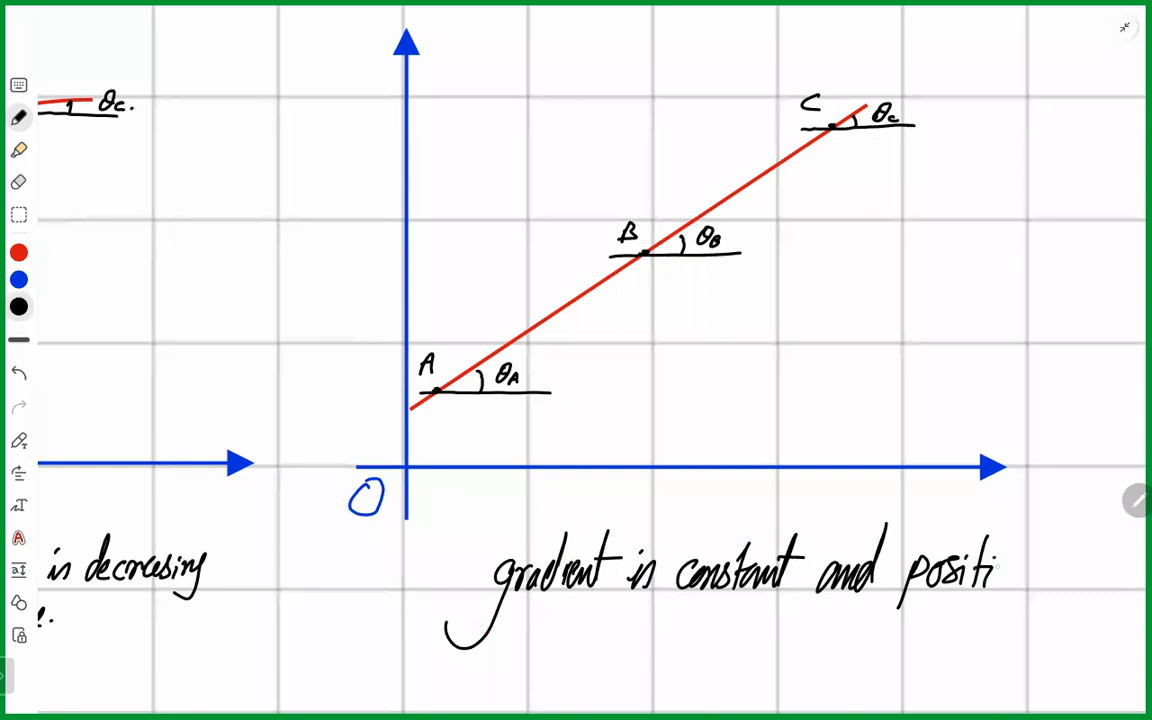 θc.
C
θc
B
θB
A
θA
O
is decreasing gradient is constant and positi
e.